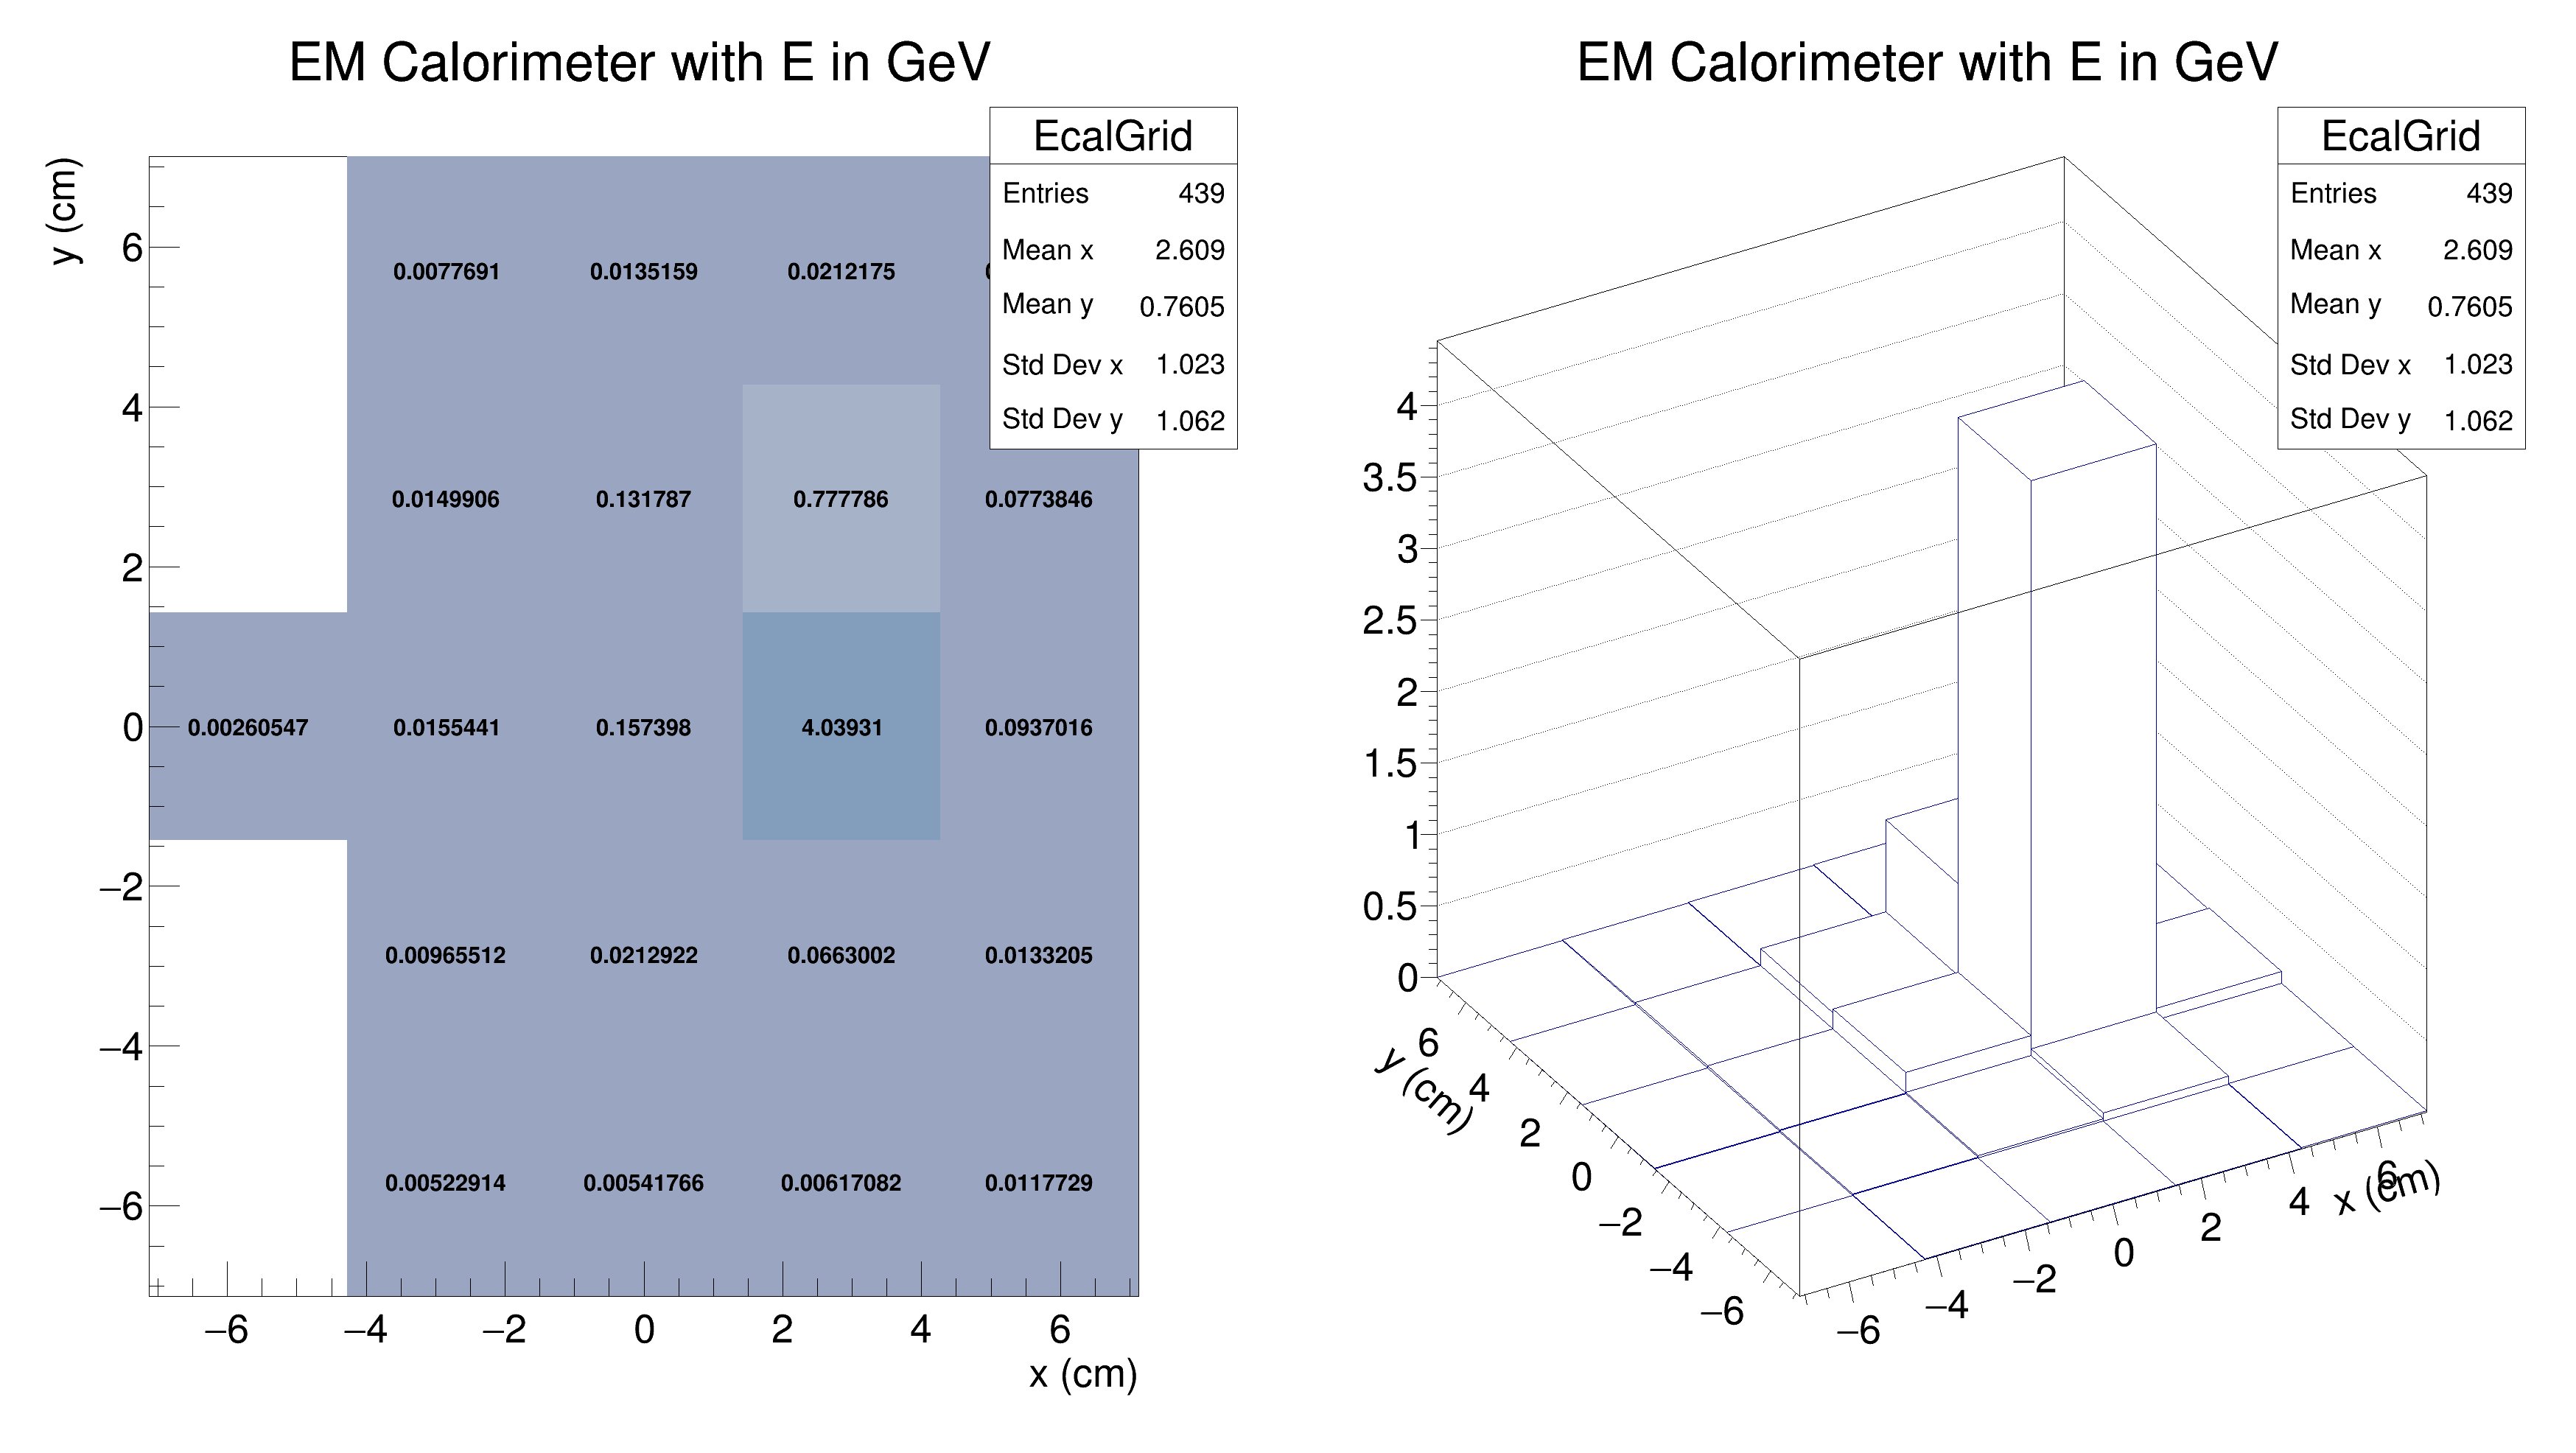 EM Calorimeter with E in GeV
EcalGrid
Entries 439
Mean x 2.609
Mean y 0.7605
Std Dev x 1.023
Std Dev y 1.062
y (cm)
6
4
2
0
−2
−4
−6
0.0077691 0.0135159 0.0212175
0.0149906 0.131787 0.777786 0.0773846
0.00260547 0.0155441 0.157398 4.03931 0.0937016
0.00965512 0.0212922 0.0663002 0.0133205
0.00522914 0.00541766 0.00617082 0.0117729
−6 −4 −2 0 2 4 6
x (cm)
EM Calorimeter with E in GeV
EcalGrid
Entries 439
Mean x 2.609
Mean y 0.7605
Std Dev x 1.023
Std Dev y 1.062
4
3.5
3
2.5
2
1.5
1
0.5
0
y (cm)
6
4
2
0
−2
−4
−6
−6 −4 −2 0 2 4 6
x (cm)